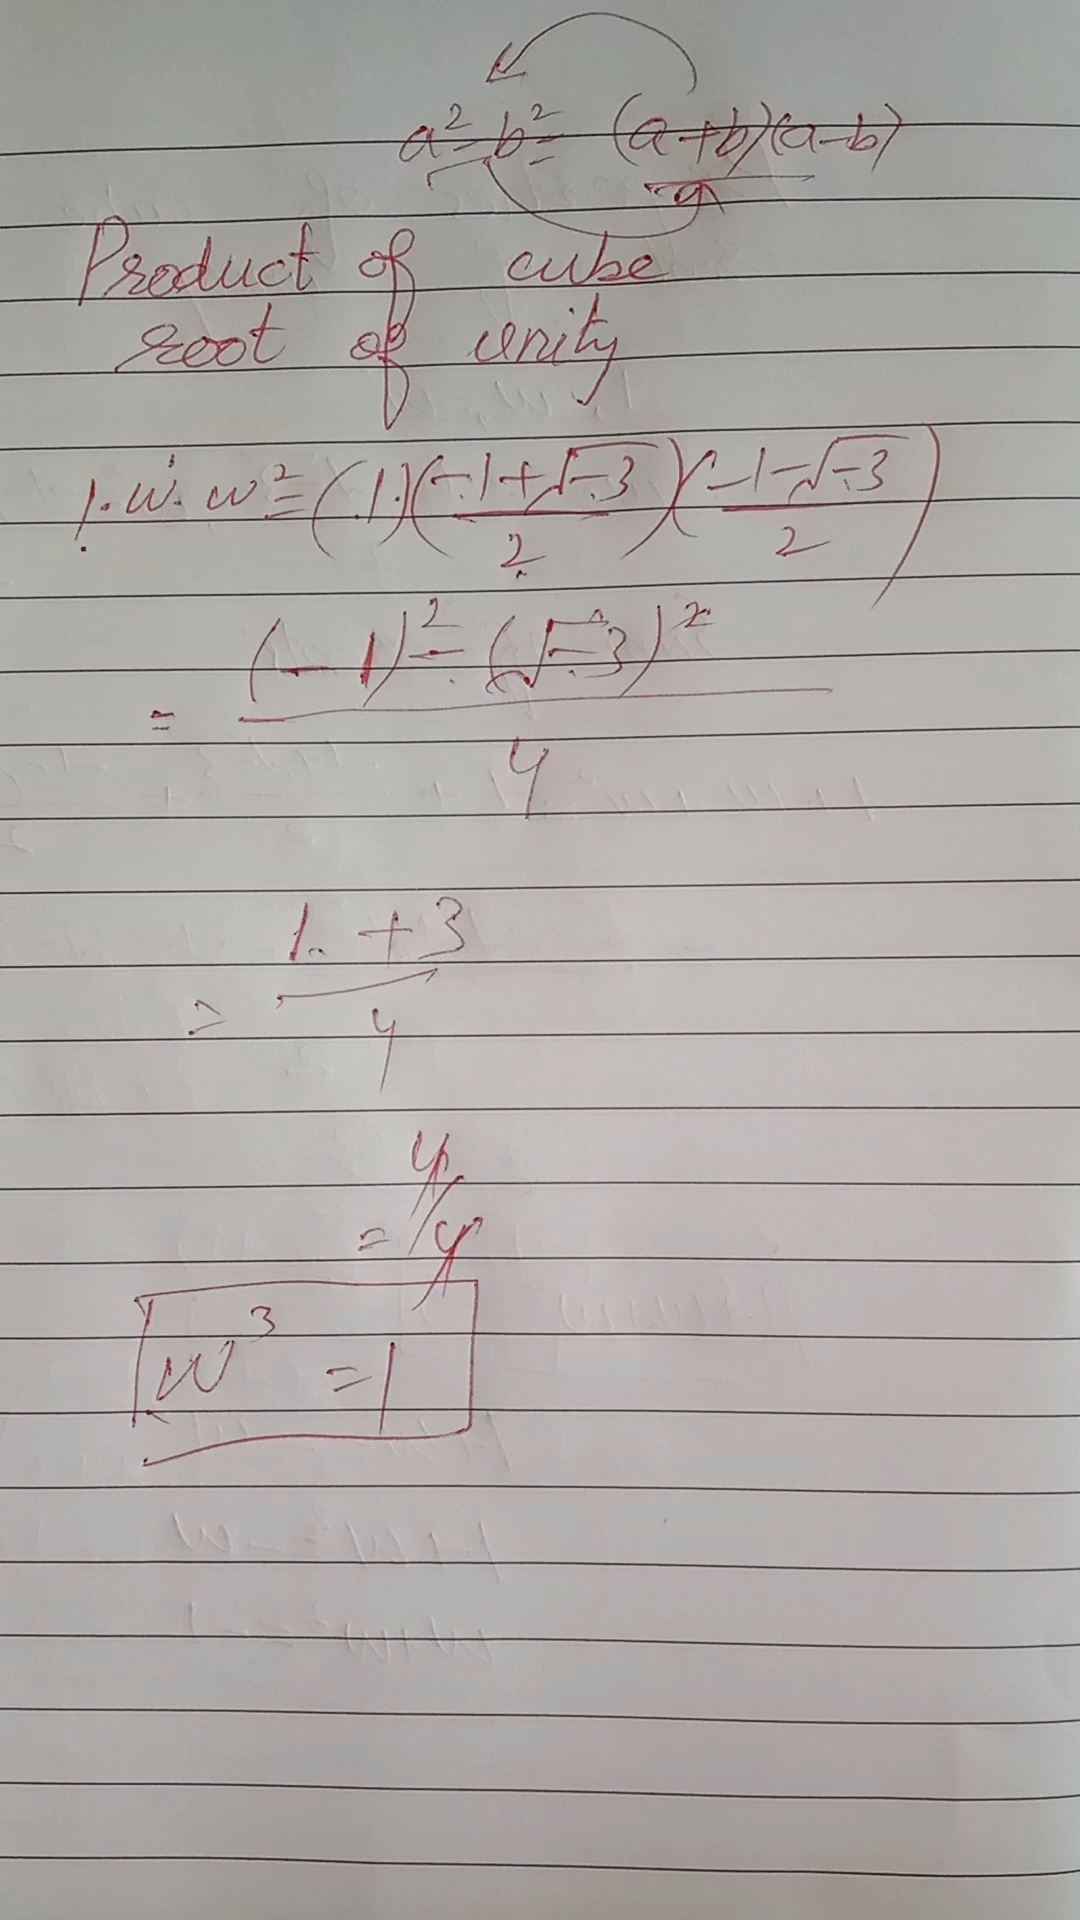 a² - b² = (a+b)(a-b)
Product of cube
root of unity
1.w.w² = (1)(-1+√-3/2)(-1-√-3/2)
= (-1)² - (√-3)²/4
= 1+3/4
= 4/4
w³ = 1